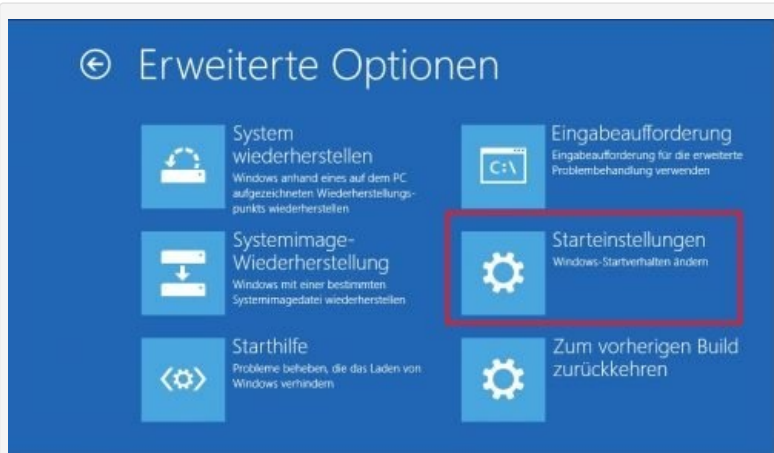 Erweiterte Optionen
System
wiederherstellen
Windows anhand eines auf dem PC
aufgezeichneten Wiederherstellungs-
punkts wiederherstellen
Systemimage-
Wiederherstellung
Windows mit einer bestimmten
Systemimagedatei wiederherstellen
Starthilfe
Probleme beheben, die das Laden von
Windows verhindern
C:\
Eingabeaufforderung
Eingabeaufforderung für die erweiterte
Problembehandlung verwenden
Starteinstellungen
Windows-Startverhalten ändern
Zum vorherigen Build
zurückkehren